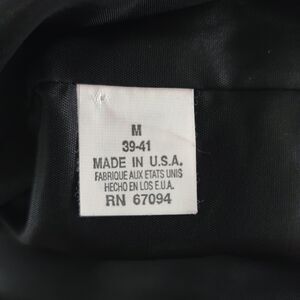 M
39-41
MADE IN U.S.A.
FABRIQUE AUX ETATS UNIS
HECHO EN LOS E.U.A.
RN 67094